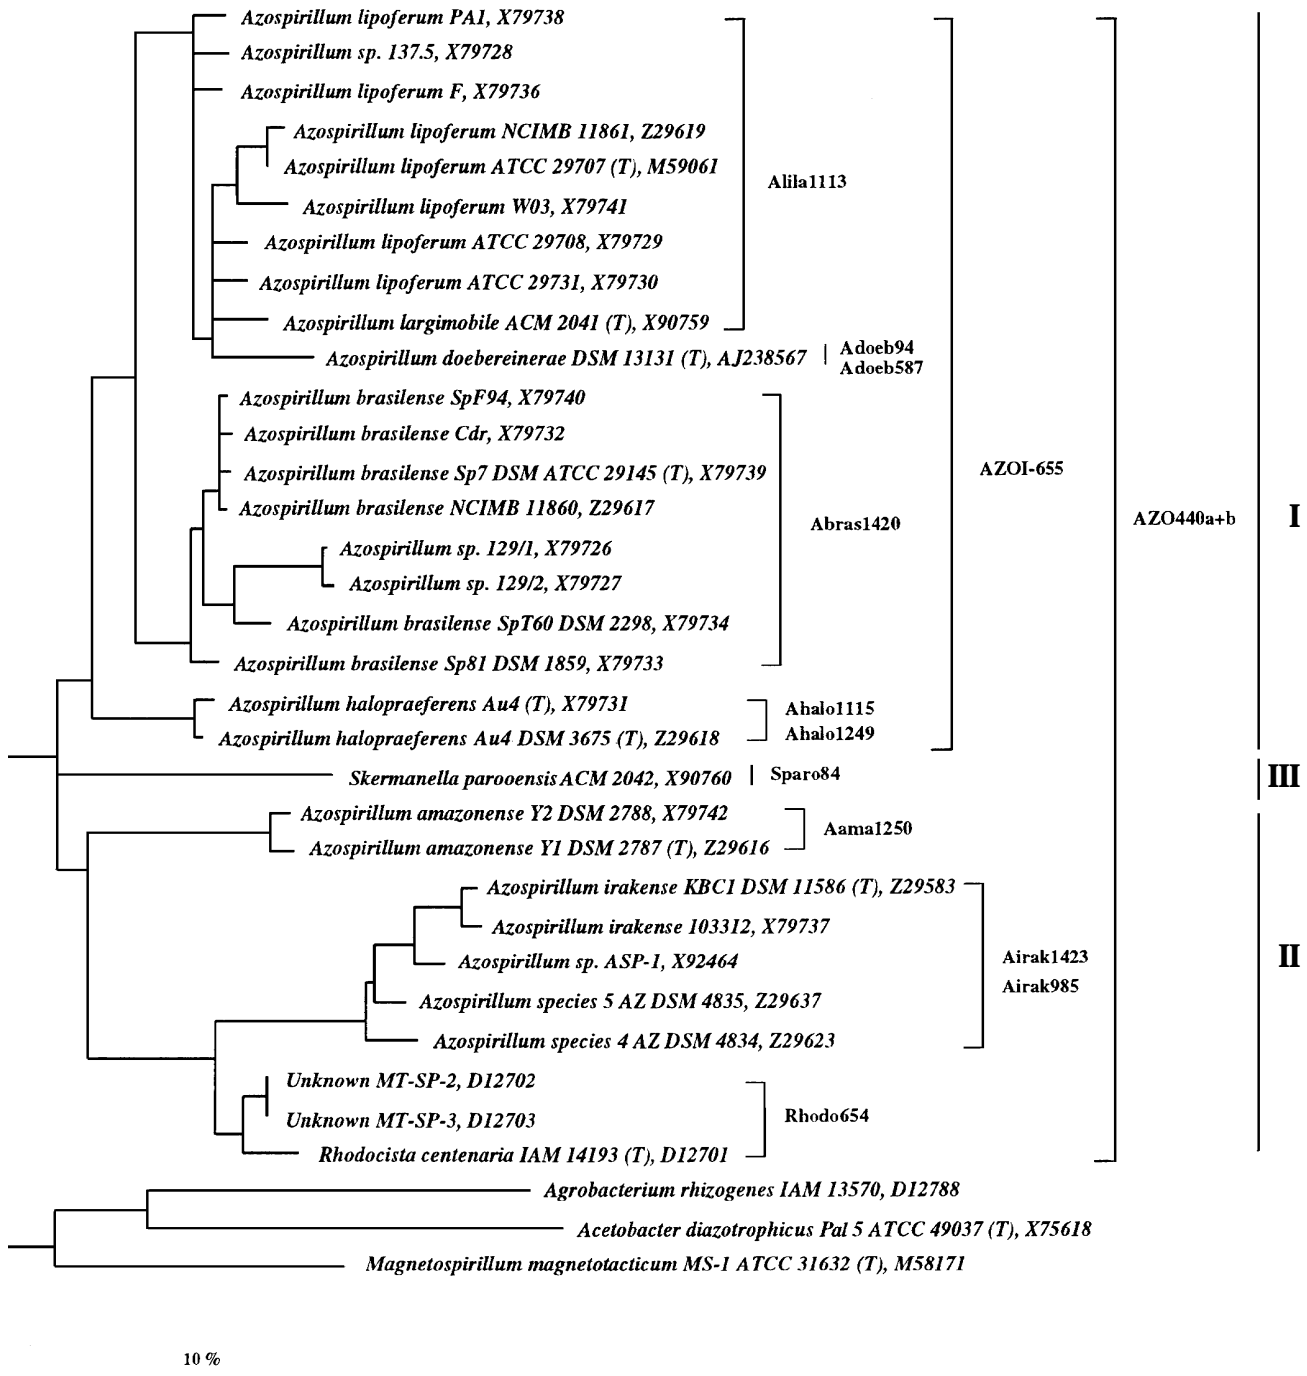 Azospirillum lipoferum PA1, X79738
Azospirillum sp. 137.5, X79728
Azospirillum lipoferum F, X79736
Azospirillum lipoferum NCIMB 11861, Z29619
Azospirillum lipoferum ATCC 29707 (T), M59061
Alila1113
Azospirillum lipoferum W03, X79741
Azospirillum lipoferum ATCC 29708, X79729
Azospirillum lipoferum ATCC 29731, X79730
Azospirillum largimobile ACM 2041 (T), X90759
Azospirillum doebereinerae DSM 13131 (T), AJ238567
Adoeb94
Adoeb587
Azospirillum brasilense SpF94, X79740
Azospirillum brasilense Cdr, X79732
Azospirillum brasilense Sp7 DSM ATCC 29145 (T), X79739
AZOI-655
Azospirillum brasilense NCIMB 11860, Z29617
Abras1420
AZO440a+b
I
Azospirillum sp. 129/1, X79726
Azospirillum sp. 129/2, X79727
Azospirillum brasilense SpT60 DSM 2298, X79734
Azospirillum brasilense Sp81 DSM 1859, X79733
Azospirillum halopraeferens Au4 (T), X79731
Ahalo1115
Azospirillum halopraeferens Au4 DSM 3675 (T), Z29618
Ahalo1249
Skermanella parooensis ACM 2042, X90760
Sparo84
III
Azospirillum amazonense Y2 DSM 2788, X79742
Aama1250
Azospirillum amazonense Y1 DSM 2787 (T), Z29616
Azospirillum irakense KBC1 DSM 11586 (T), Z29583
Azospirillum irakense 103312, X79737
Azospirillum sp. ASP-1, X92464
Airak1423
II
Airak985
Azospirillum species 5 AZ DSM 4835, Z29637
Azospirillum species 4 AZ DSM 4834, Z29623
Unknown MT-SP-2, D12702
Unknown MT-SP-3, D12703
Rhodo654
Rhodocista centenaria IAM 14193 (T), D12701
Agrobacterium rhizogenes IAM 13570, D12788
Acetobacter diazotrophicus Pal 5 ATCC 49037 (T), X75618
Magnetospirillum magnetotacticum MS-1 ATCC 31632 (T), M58171
10 %